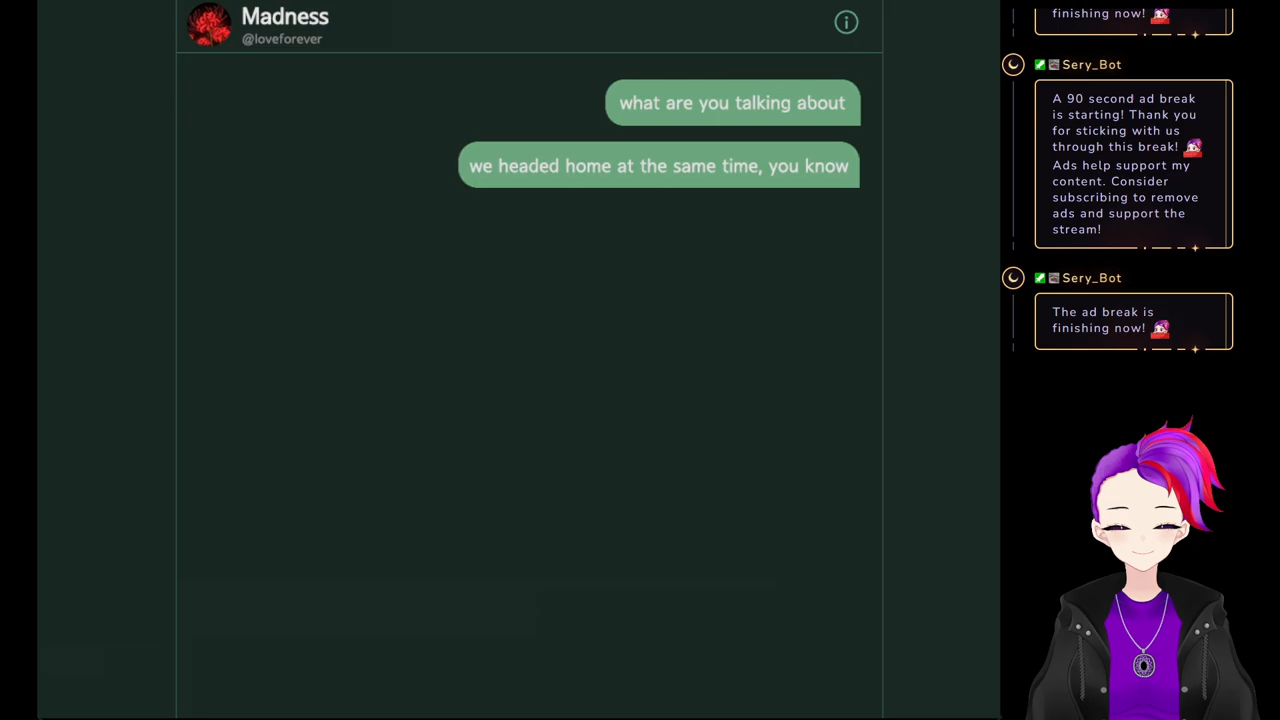 Madness
@loveforever
what are you talking about
we headed home at the same time, you know
finishing now!
Sery_Bot
A 90 second ad break
is starting! Thank you
for sticking with us
through this break!
Ads help support my
content. Consider
subscribing to remove
ads and support the
stream!
Sery_Bot
The ad break is
finishing now!